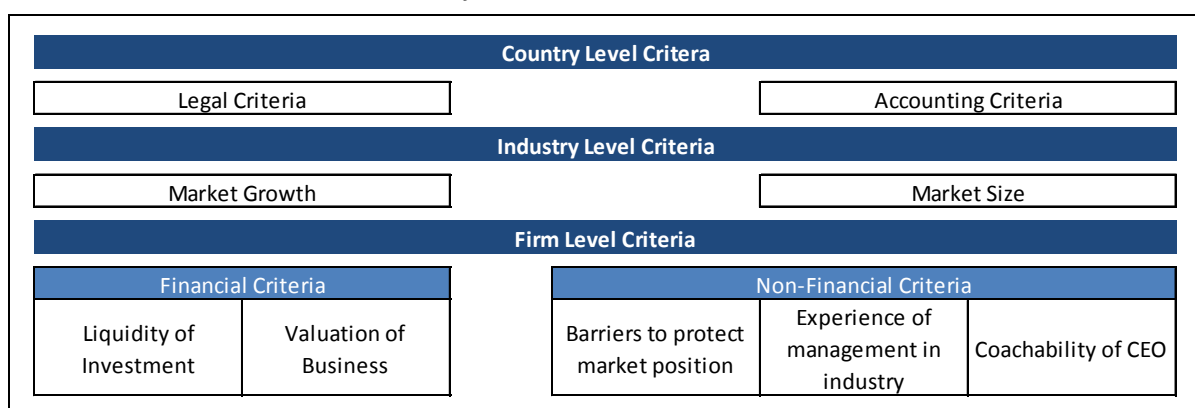 Country Level Critera
Legal Criteria
Accounting Criteria
Industry Level Criteria
Market Growth
Market Size
Firm Level Criteria
Financial Criteria
Non-Financial Criteria
Liquidity of
Investment
Valuation of
Business
Barriers to protect
market position
Experience of
management in
industry
Coachability of CEO